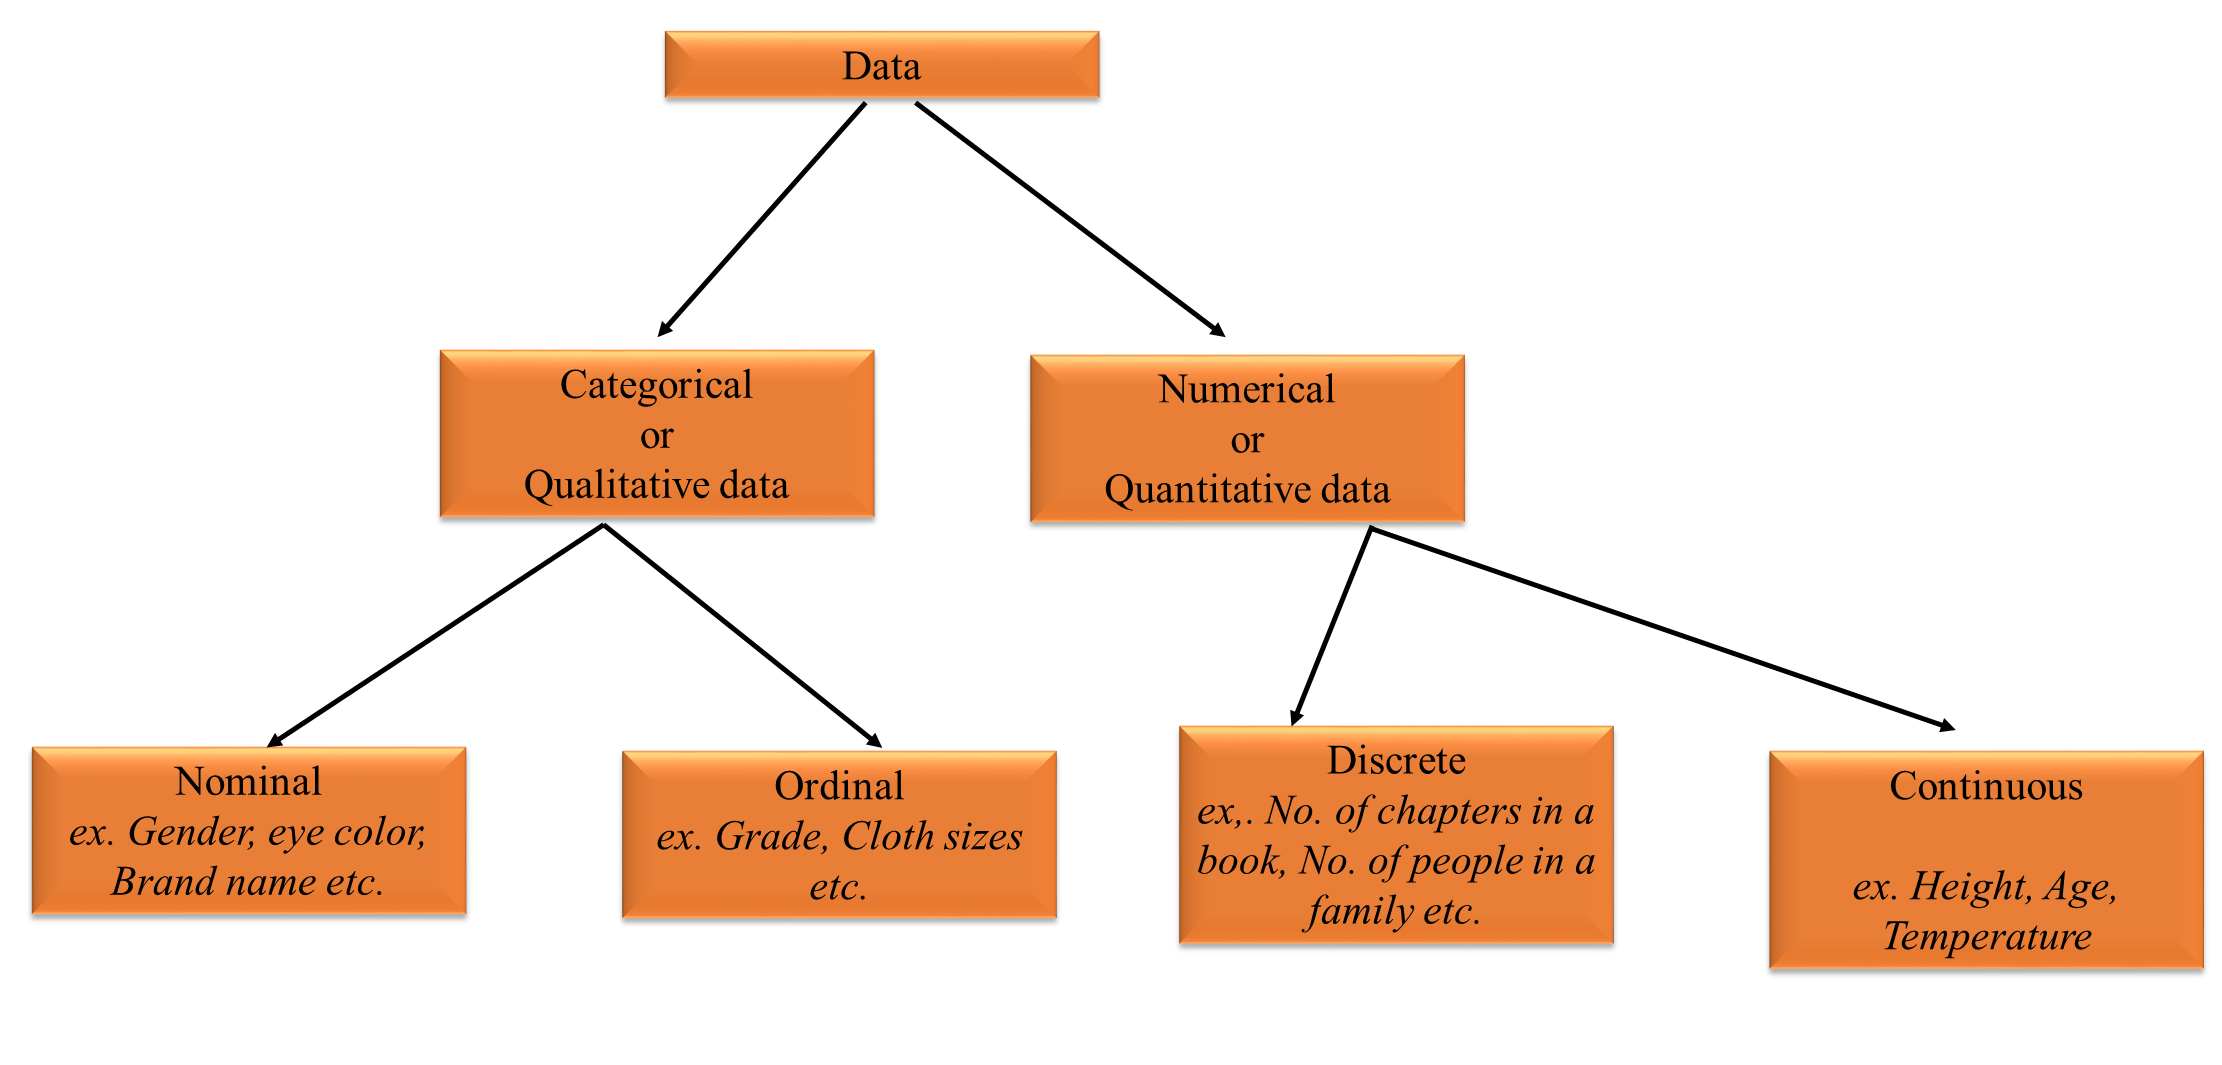 Data
Categorical
or
Qualitative data
Numerical
or
Quantitative data
Nominal
ex. Gender, eye color,
Brand name etc.
Ordinal
ex. Grade, Cloth sizes
etc.
Discrete
ex,. No. of chapters in a
book, No. of people in a
family etc.
Continuous
ex. Height, Age,
Temperature